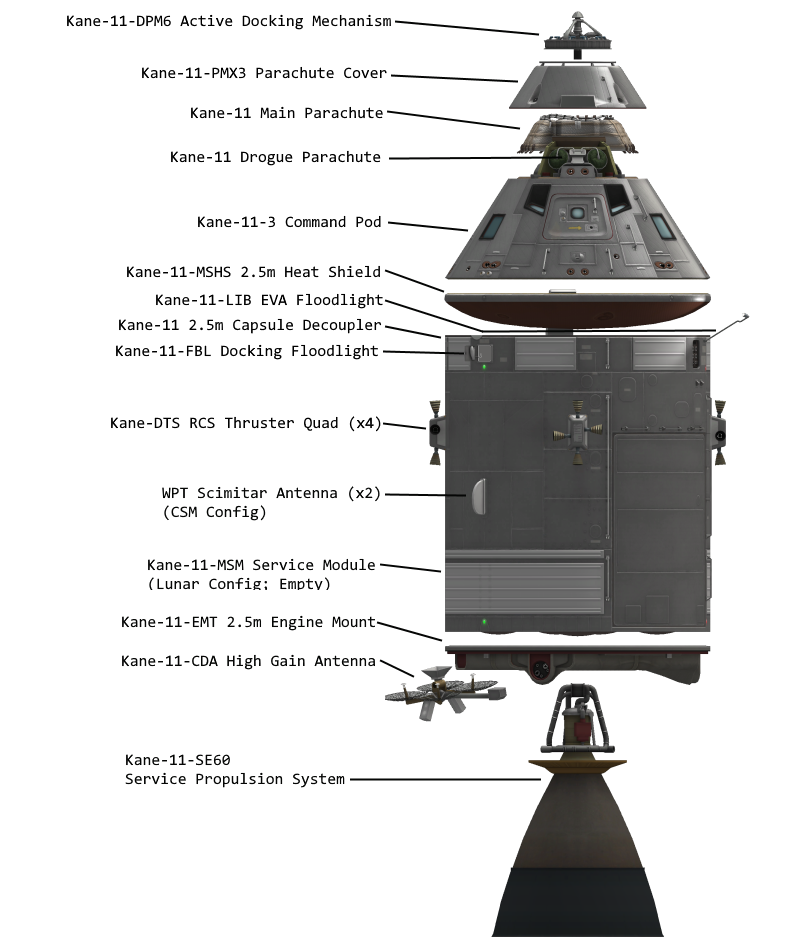 Kane-11-DPM6 Active Docking Mechanism
Kane-11-PMX3 Parachute Cover
Kane-11 Main Parachute
Kane-11 Drogue Parachute
Kane-11-3 Command Pod
Kane-11-MSHS 2.5m Heat Shield
Kane-11-LIB EVA Floodlight
Kane-11 2.5m Capsule Decoupler
Kane-11-FBL Docking Floodlight
Kane-DTS RCS Thruster Quad (x4)
WPT Scimitar Antenna (x2)
(CSM Config)
Kane-11-MSM Service Module
(Lunar Config; Empty)
Kane-11-EMT 2.5m Engine Mount
Kane-11-CDA High Gain Antenna
Kane-11-SE60
Service Propulsion System